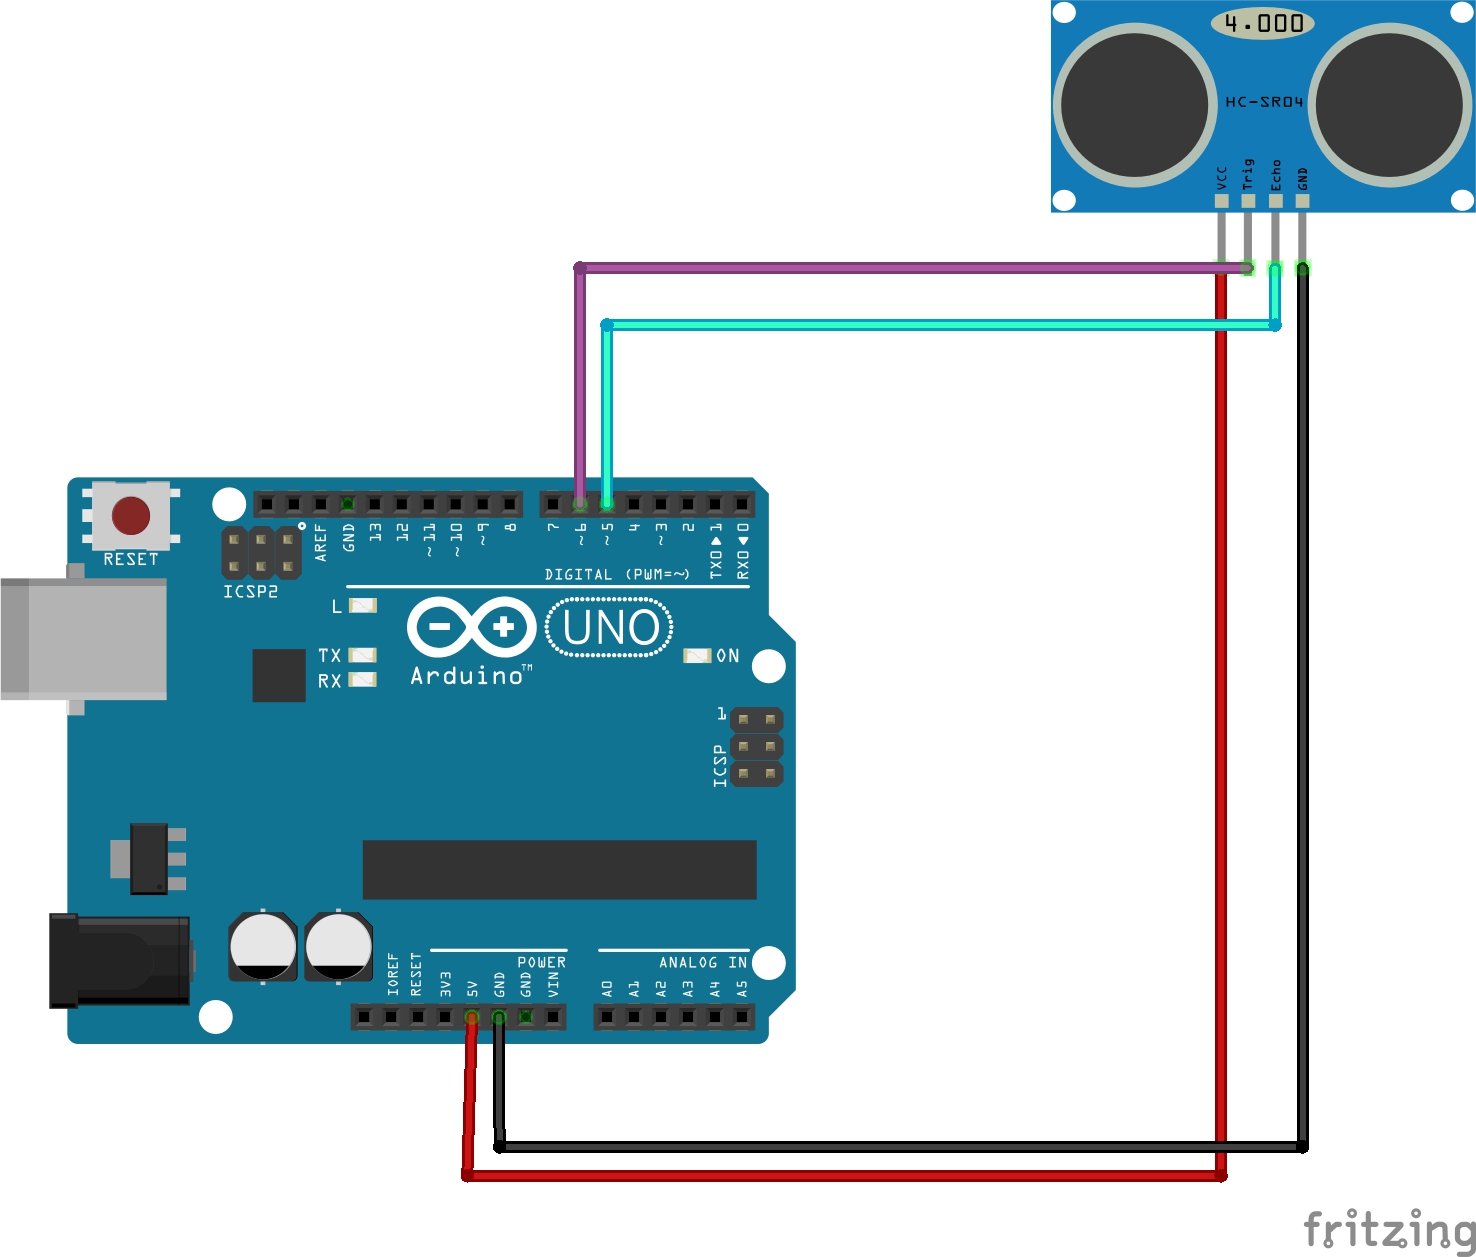 4.000
HC-SR04
VCC
Trig
Echo
GND
RESET
ICSP2
AREF
GND
13
12
~11
~10
~9
8
7
~6
~5
4
~3
2
TX0▶1
RX0◀0
DIGITAL (PWM=~)
L
TX
RX
Arduino™
UNO
ON
1
ICSP
POWER
ANALOG IN
IOREF
RESET
3V3
5V
GND
GND
VIN
A0
A1
A2
A3
A4
A5
fritzing